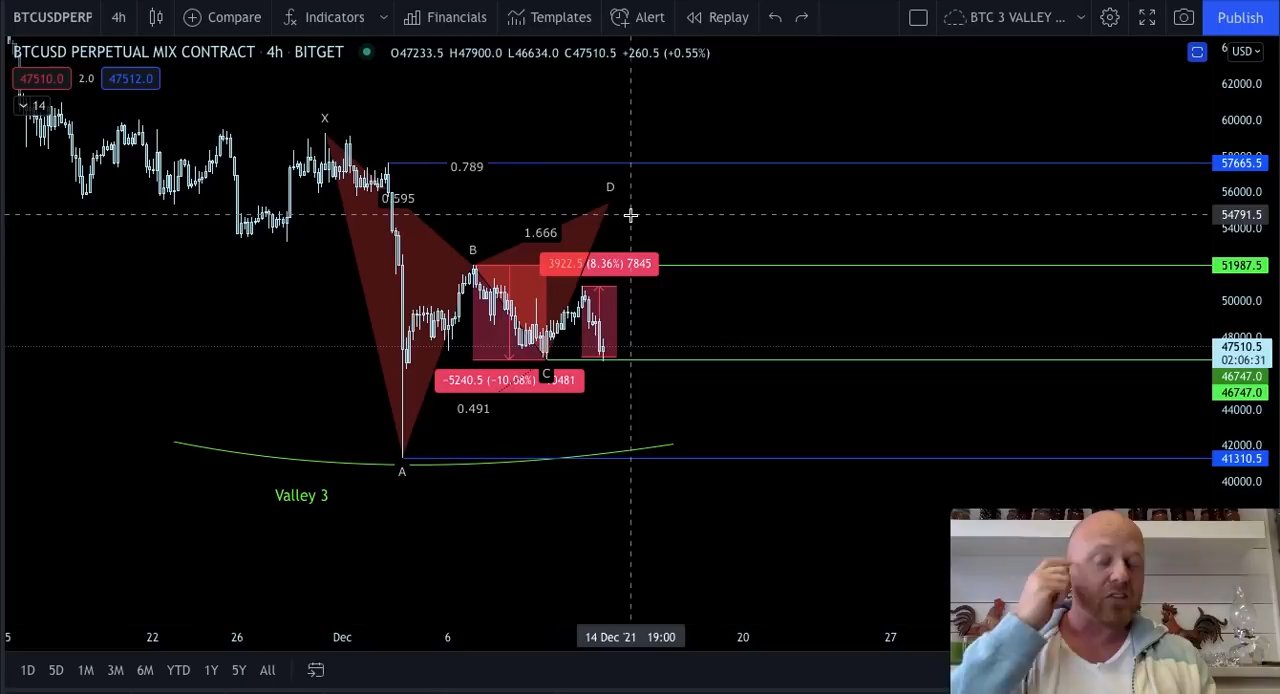 BTCUSDPERP 4h Compare Indicators Financials Templates Alert Replay BTC 3 VALLEY ... Publish
BTCUSD PERPETUAL MIX CONTRACT · 4h · BITGET O47233.5 H47900.0 L46634.0 C47510.5 +260.5 (+0.55%)
USD
47510.0 2.0 47512.0
14
62000.0
60000.0
X
57665.5
0.789
56000.0
D
0.595
54791.5
54000.0
1.666
B
3922.5 (8.36%) 7845
51987.5
50000.0
48000.0
47510.5
02:06:31
46747.0
46747.0
C
−5240.5 (−10.08%)
0.491
44000.0
42000.0
41310.5
A
40000.0
Valley 3
5 22 26 Dec 6 14 Dec '21 19:00 20 27
1D 5D 1M 3M 6M YTD 1Y 5Y All